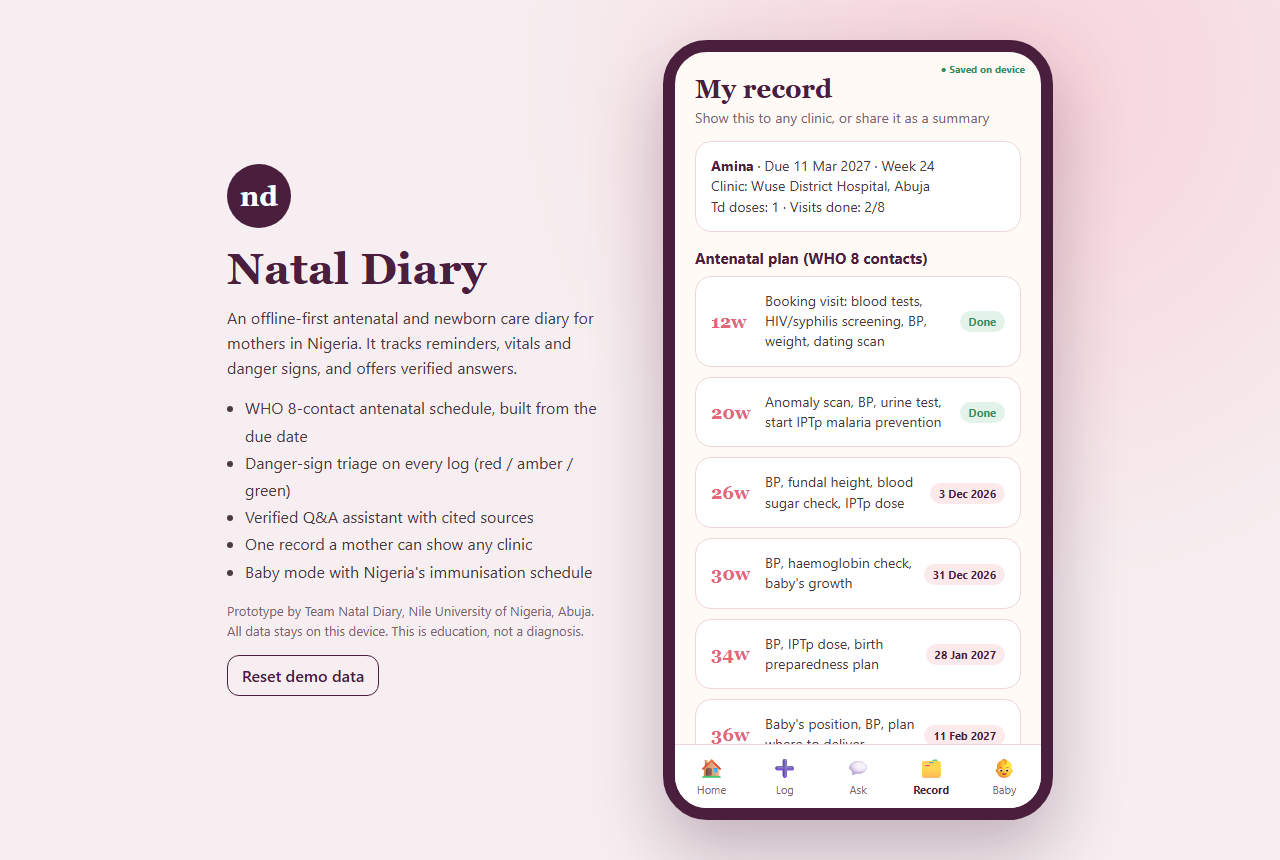 nd
Natal Diary
An offline-first antenatal and newborn care diary for
mothers in Nigeria. It tracks reminders, vitals and
danger signs, and offers verified answers.
WHO 8-contact antenatal schedule, built from the
due date
Danger-sign triage on every log (red / amber /
green)
Verified Q&A assistant with cited sources
One record a mother can show any clinic
Baby mode with Nigeria's immunisation schedule
Prototype by Team Natal Diary, Nile University of Nigeria, Abuja.
All data stays on this device. This is education, not a diagnosis.
Reset demo data
● Saved on device
My record
Show this to any clinic, or share it as a summary
Amina · Due 11 Mar 2027 · Week 24
Clinic: Wuse District Hospital, Abuja
Td doses: 1 · Visits done: 2/8
Antenatal plan (WHO 8 contacts)
12w
Booking visit: blood tests,
HIV/syphilis screening, BP,
weight, dating scan
Done
20w
Anomaly scan, BP, urine test,
start IPTp malaria prevention
Done
26w
BP, fundal height, blood
sugar check, IPTp dose
3 Dec 2026
30w
BP, haemoglobin check,
baby's growth
31 Dec 2026
34w
BP, IPTp dose, birth
preparedness plan
28 Jan 2027
36w
Baby's position, BP, plan
where to deliver
11 Feb 2027
Home
Log
Ask
Record
Baby